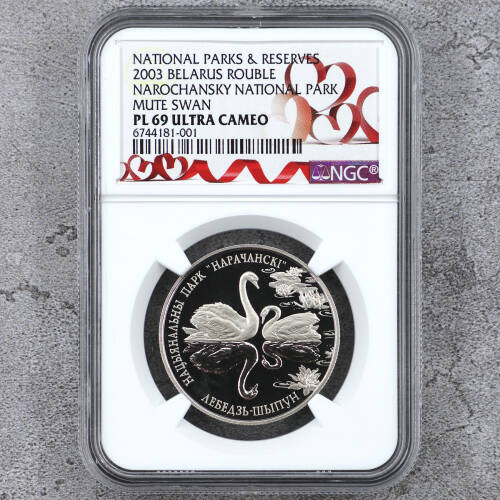 NATIONAL PARKS & RESERVES
2003 BELARUS ROUBLE
NAROCHANSKY NATIONAL PARK
MUTE SWAN
PL 69 ULTRA CAMEO
6744181-001
NGC®
НАЦЫЯНАЛЬНЫ ПАРК "НАРАЧАНСКІ"
ЛЕБЕДЗЬ-ШЫПУН